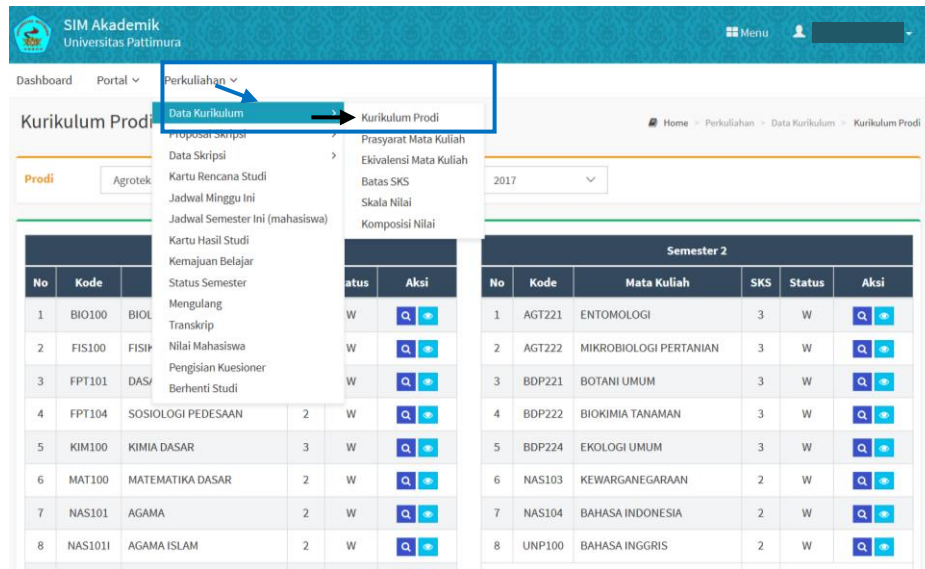 SIM Akademik
Universitas Pattimura
Menu
Dashboard Portal Perkuliahan
Kurikulum Prodi
Home > Perkuliahan > Data Kurikulum > Kurikulum Prodi
Data Kurikulum
Proposal Skripsi
Data Skripsi
Kartu Rencana Studi
Jadwal Minggu Ini
Jadwal Semester Ini (mahasiswa)
Kartu Hasil Studi
Kemajuan Belajar
Status Semester
Mengulang
Transkrip
Nilai Mahasiswa
Pengisian Kuesioner
Berhenti Studi
Kurikulum Prodi
Prasyarat Mata Kuliah
Ekivalensi Mata Kuliah
Batas SKS
Skala Nilai
Komposisi Nilai
Prodi Agrotek 2017
No Kode atus Aksi
1 BIO100 BIOL W
2 FIS100 FISIK W
3 FPT101 DASA W
4 FPT104 SOSIOLOGI PEDESAAN 2 W
5 KIM100 KIMIA DASAR 3 W
6 MAT100 MATEMATIKA DASAR 2 W
7 NAS101 AGAMA 2 W
8 NAS101I AGAMA ISLAM 2 W
Semester 2
No Kode Mata Kuliah SKS Status Aksi
1 AGT221 ENTOMOLOGI 3 W
2 AGT222 MIKROBIOLOGI PERTANIAN 3 W
3 BDP221 BOTANI UMUM 3 W
4 BDP222 BIOKIMIA TANAMAN 3 W
5 BDP224 EKOLOGI UMUM 3 W
6 NAS103 KEWARGANEGARAAN 2 W
7 NAS104 BAHASA INDONESIA 2 W
8 UNP100 BAHASA INGGRIS 2 W